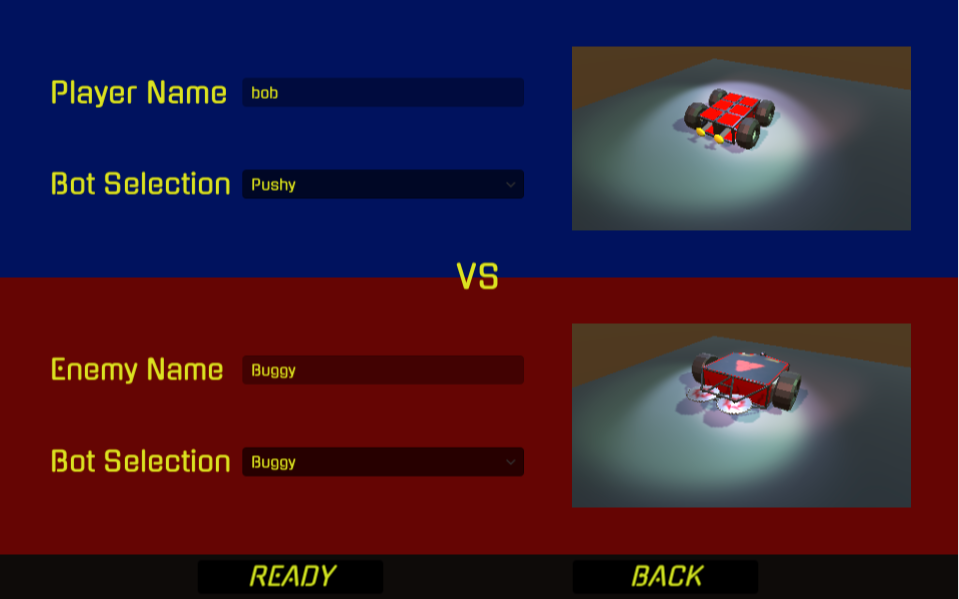 Player Name bob
Bot Selection Pushy
VS
Enemy Name Buggy
Bot Selection Buggy
READY BACK